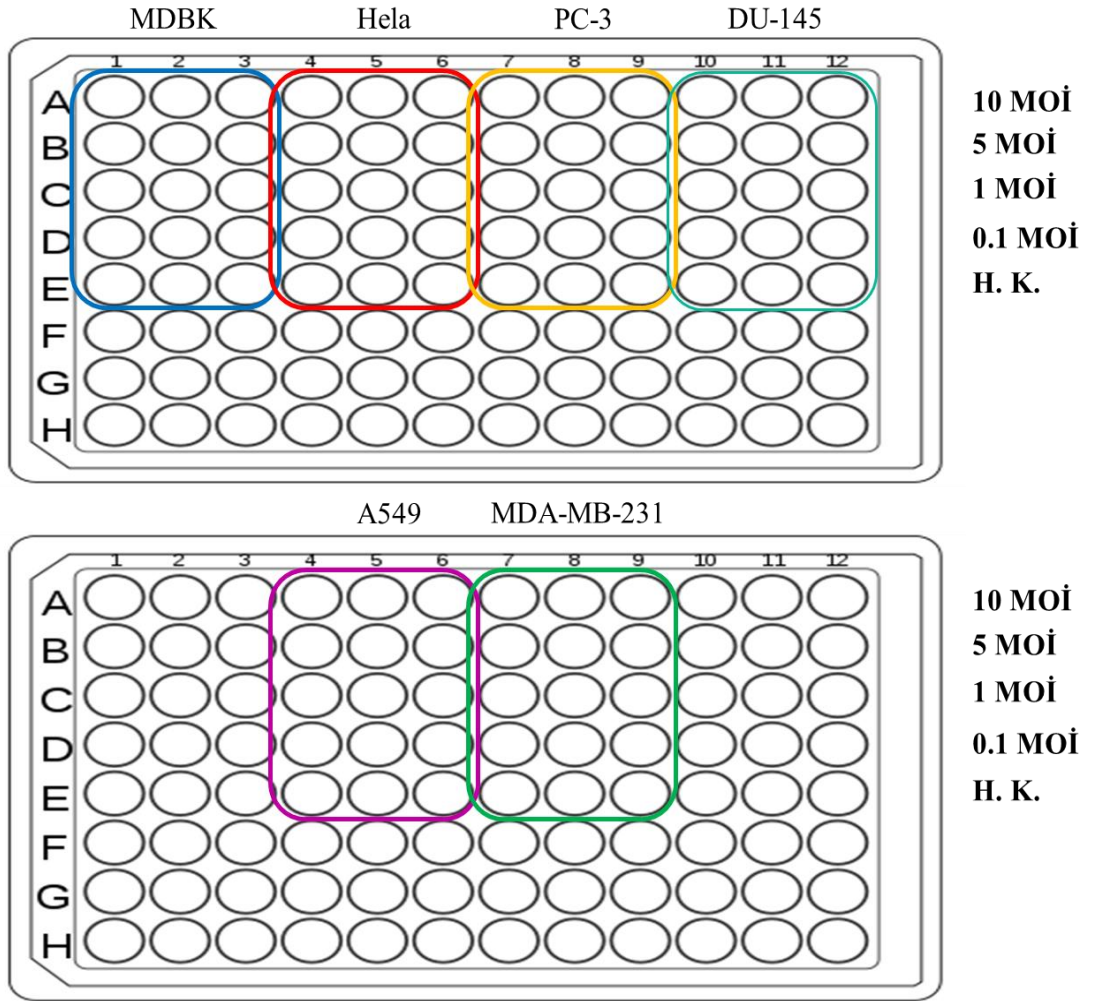 MDBK Hela PC-3 DU-145
1 2 3 4 5 6 7 8 9 10 11 12
A 10 MOİ
B 5 MOİ
C 1 MOİ
D 0.1 MOİ
E H. K.
F
G
H
A549 MDA-MB-231
1 2 3 4 5 6 7 8 9 10 11 12
A 10 MOİ
B 5 MOİ
C 1 MOİ
D 0.1 MOİ
E H. K.
F
G
H